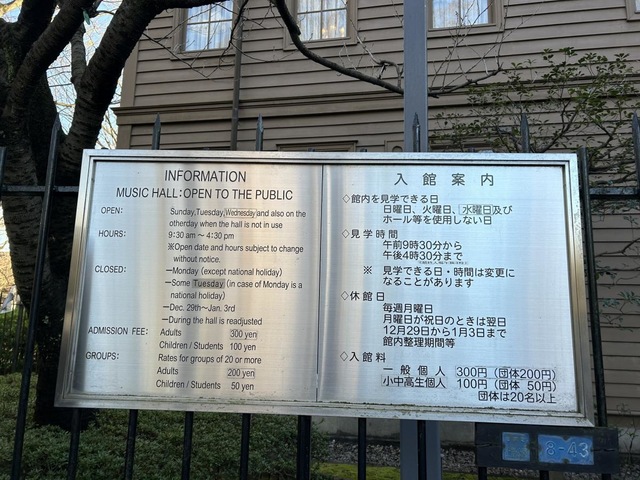 INFORMATION
MUSIC HALL:OPEN TO THE PUBLIC
OPEN: Sunday,Tuesday,Wednesday and also on the
otherday when the hall is not in use
HOURS: 9:30 am ~ 4:30 pm
※Open date and hours subject to change
without notice.
CLOSED: —Monday (except national holiday)
—Some Tuesday (in case of Monday is a
national holiday)
—Dec. 29th~Jan. 3rd
—During the hall is readjusted
ADMISSION FEE: Adults 300 yen
Children / Students 100 yen
GROUPS: Rates for groups of 20 or more
Adults 200 yen
Children / Students 50 yen
入館案内
◇館内を見学できる日
日曜日、火曜日、水曜日及び
ホール等を使用しない日
◇見学時間
午前9時30分から
午後4時30分まで
※ 見学できる日・時間は変更に
なることがあります
◇休館日
毎週月曜日
月曜日が祝日のときは翌日
12月29日から1月3日まで
館内整理期間等
◇入館料
一般個人 300円(団体200円)
小中高生個人 100円(団体 50円)
団体は20名以上
8-43